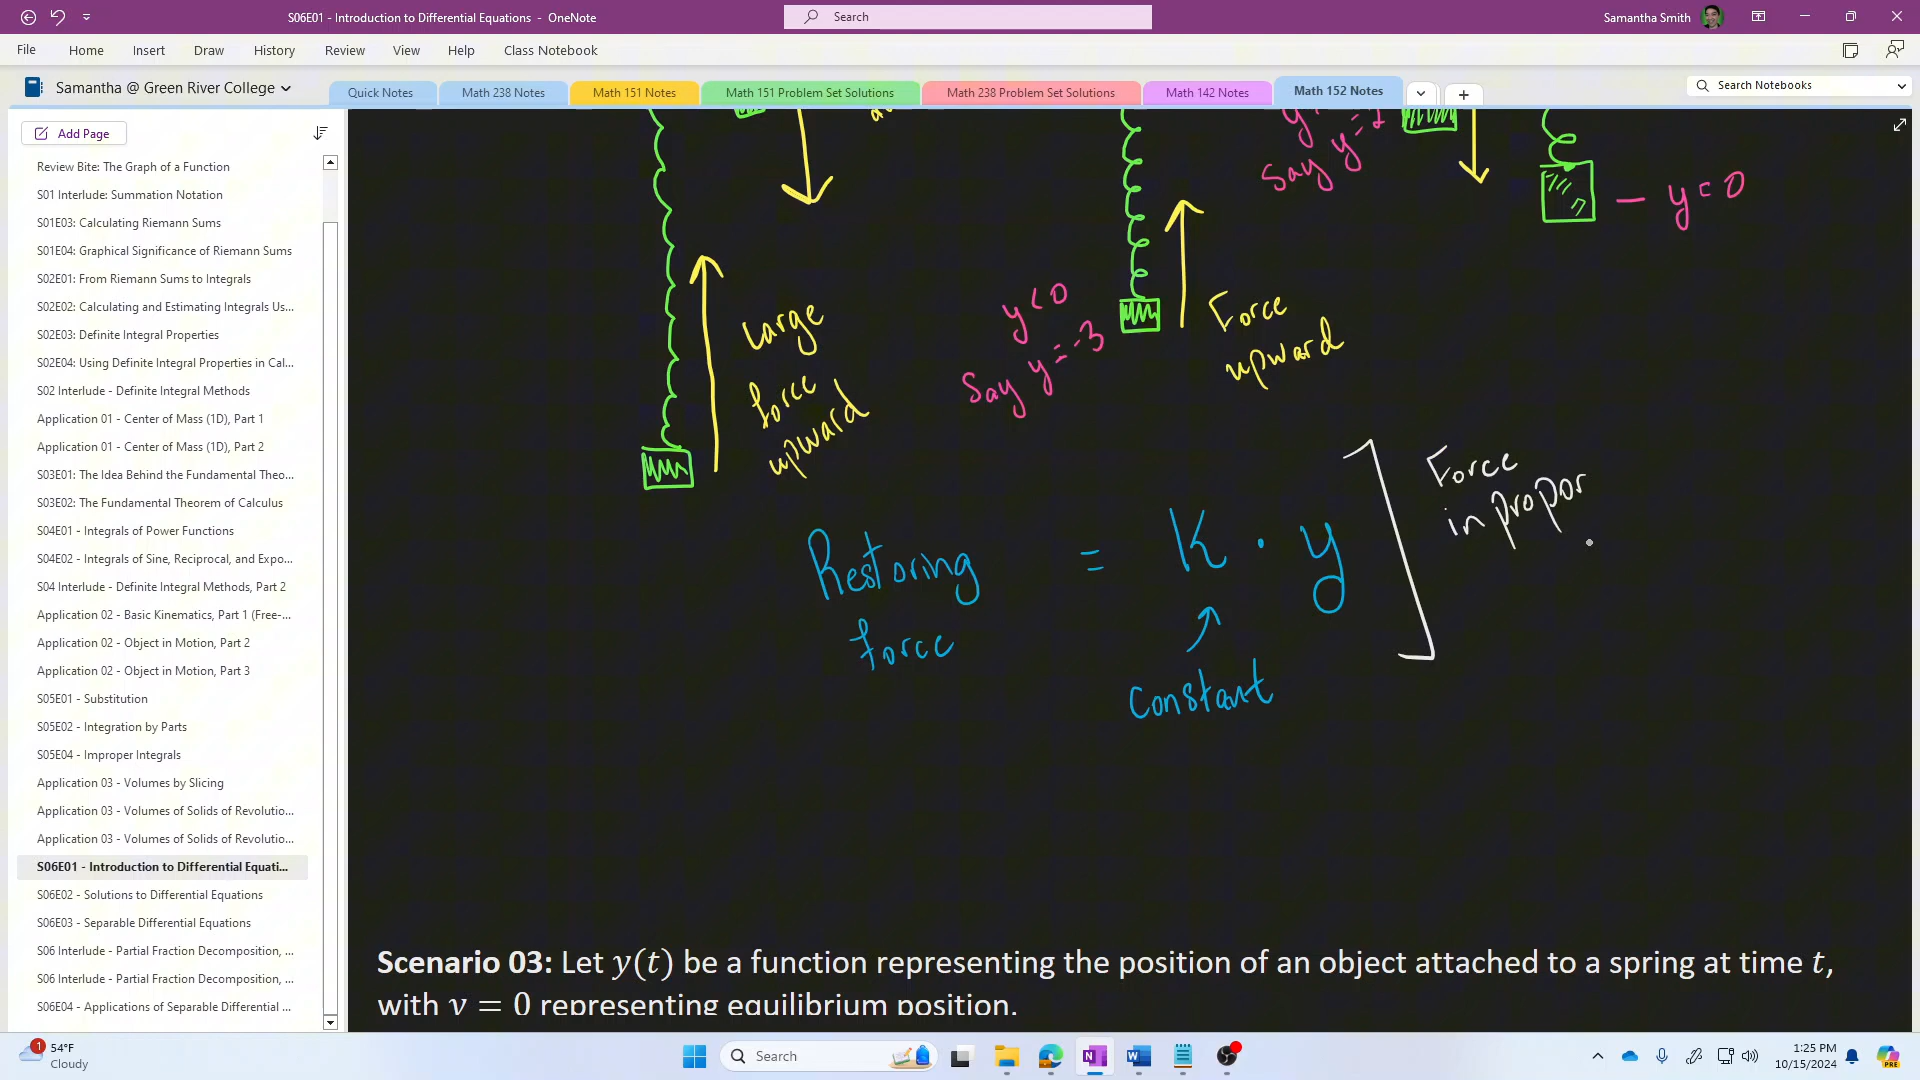 S06E01 - Introduction to Differential Equations - OneNote
Search
Samantha Smith
File
Home
Insert
Draw
History
Review
View
Help
Class Notebook
Samantha @ Green River College
Quick Notes
Math 238 Notes
Math 151 Notes
Math 151 Problem Set Solutions
Math 238 Problem Set Solutions
Math 142 Notes
Math 152 Notes
Search Notebooks
Add Page
Review Bite: The Graph of a Function
S01 Interlude: Summation Notation
S01E03: Calculating Riemann Sums
S01E04: Graphical Significance of Riemann Sums
S02E01: From Riemann Sums to Integrals
S02E02: Calculating and Estimating Integrals Us...
S02E03: Definite Integral Properties
S02E04: Using Definite Integral Properties in Cal...
S02 Interlude - Definite Integral Methods
Application 01 - Center of Mass (1D), Part 1
Application 01 - Center of Mass (1D), Part 2
S03E01: The Idea Behind the Fundamental Theo...
S03E02: The Fundamental Theorem of Calculus
S04E01 - Integrals of Power Functions
S04E02 - Integrals of Sine, Reciprocal, and Expo...
S04 Interlude - Definite Integral Methods, Part 2
Application 02 - Basic Kinematics, Part 1 (Free-...
Application 02 - Object in Motion, Part 2
Application 02 - Object in Motion, Part 3
S05E01 - Substitution
S05E02 - Integration by Parts
S05E04 - Improper Integrals
Application 03 - Volumes by Slicing
Application 03 - Volumes of Solids of Revolutio...
Application 03 - Volumes of Solids of Revolutio...
S06E01 - Introduction to Differential Equati...
S06E02 - Solutions to Differential Equations
S06E03 - Separable Differential Equations
S06 Interlude - Partial Fraction Decomposition, ...
S06 Interlude - Partial Fraction Decomposition, ...
S06E04 - Applications of Separable Differential ...
Large
force
upward
y < 0
Say y = -3
Force
upward
Say y = 2
- y = 0
Restoring
force
= K · y
constant
Force
in propor
Scenario 03: Let y(t) be a function representing the position of an object attached to a spring at time t,
with y = 0 representing equilibrium position.
1
54°F
Cloudy
Search
1:25 PM
10/15/2024
PRE